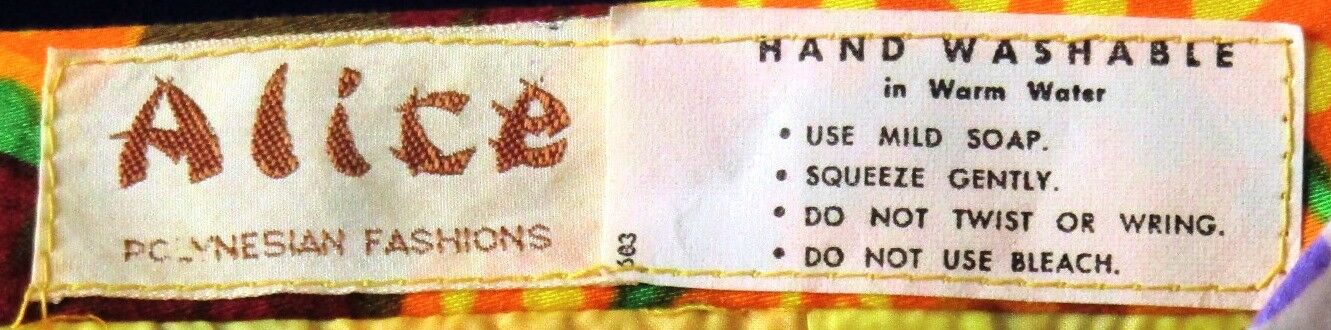 Alice
POLYNESIAN FASHIONS
HAND WASHABLE
in Warm Water
• USE MILD SOAP.
• SQUEEZE GENTLY.
• DO NOT TWIST OR WRING.
• DO NOT USE BLEACH.